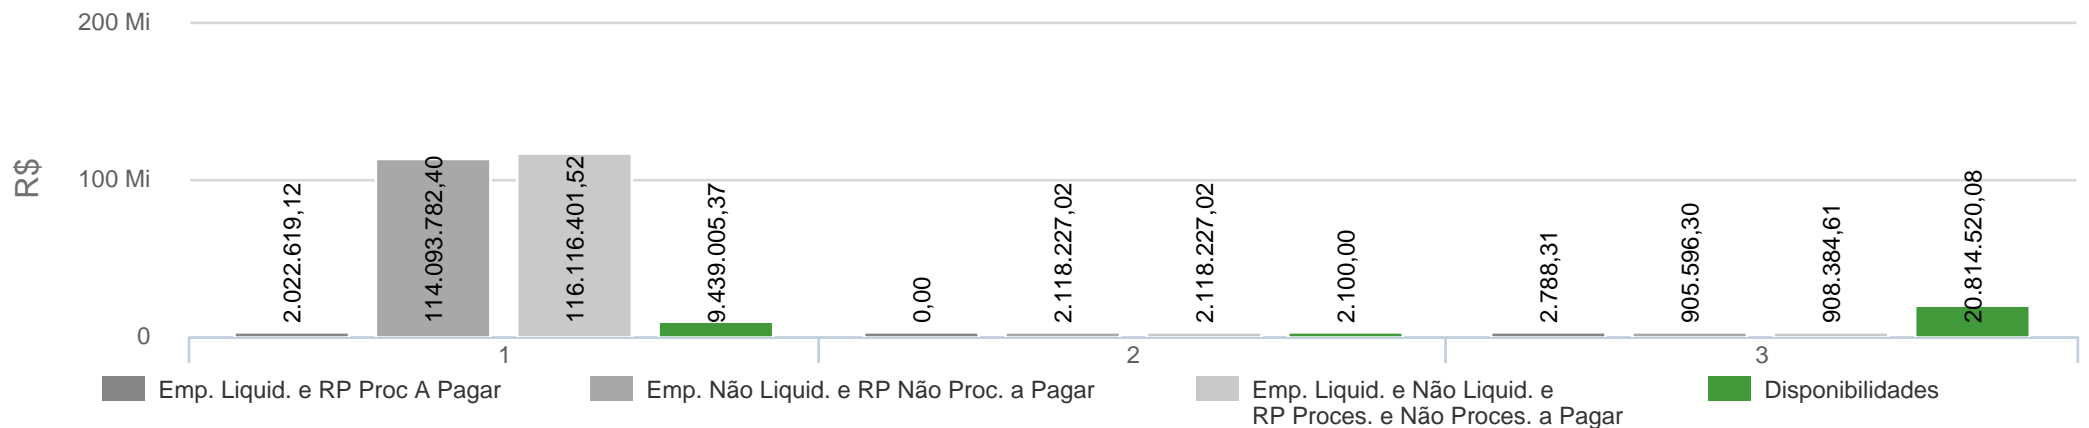 200 Mi
100 Mi
0
R$
2.022.619,12
114.093.782,40
116.116.401,52
9.439.005,37
0,00
2.118.227,02
2.118.227,02
2.100,00
2.788,31
905.596,30
908.384,61
20.814.520,08
1
2
3
Emp. Liquid. e RP Proc A Pagar
Emp. Não Liquid. e RP Não Proc. a Pagar
Emp. Liquid. e Não Liquid. e
RP Proces. e Não Proces. a Pagar
Disponibilidades